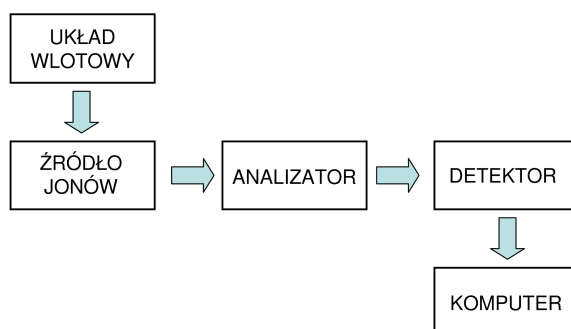 UKŁAD
WLOTOWY
ŹRÓDŁO
JONÓW
ANALIZATOR
DETEKTOR
KOMPUTER